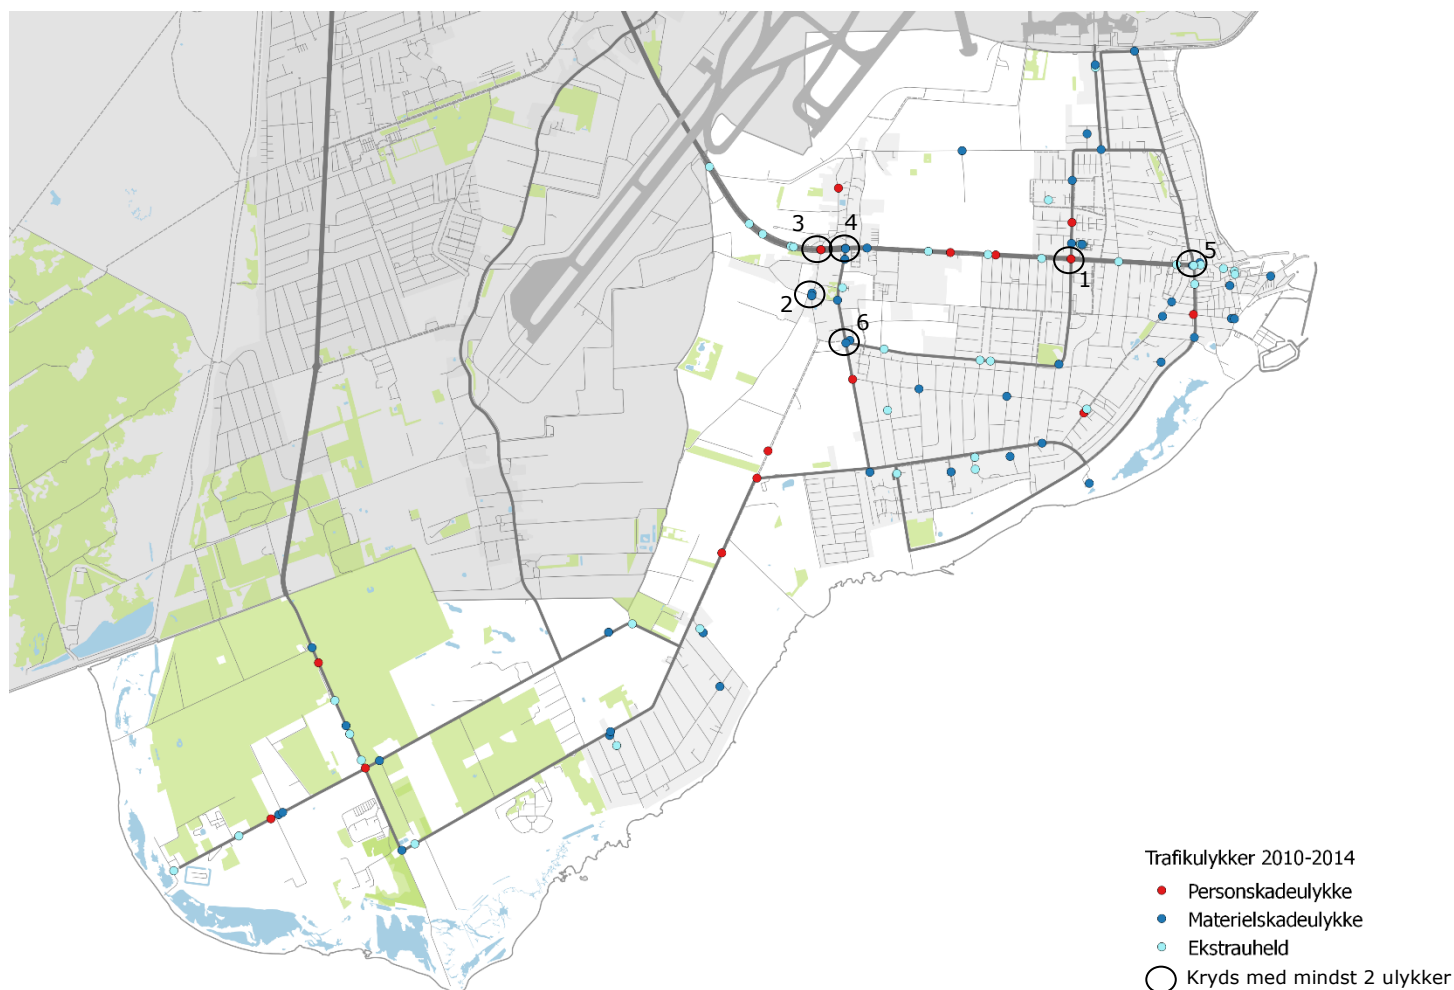 3
4
5
1
2
6
Trafikulykker 2010-2014
Personskadeulykke
Materielskadeulykke
Ekstrauheld
Kryds med mindst 2 ulykker